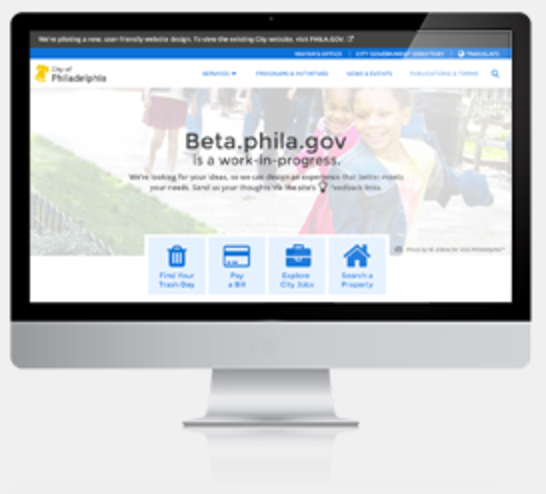 We're piloting a new, user-friendly website design. To view the existing City website, visit PHILA.GOV.
MAYOR'S OFFICE | CITY GOVERNMENT DIRECTORY | TRANSLATE
City of
Philadelphia
SERVICES PROGRAMS & INITIATIVES NEWS & EVENTS PUBLICATIONS & FORMS
Beta.phila.gov
is a work-in-progress.
We're looking for your ideas, so we can design an experience that better meets
your needs. Send us your thoughts via the site's feedback links.
Find Your
Trash Day
Pay
a Bill
Explore
City Jobs
Search a
Property